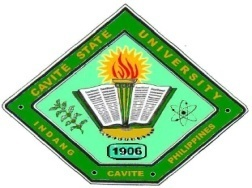 CAVITE STATE UNIVERSITY
1906
INDANG CAVITE PHILIPPINES